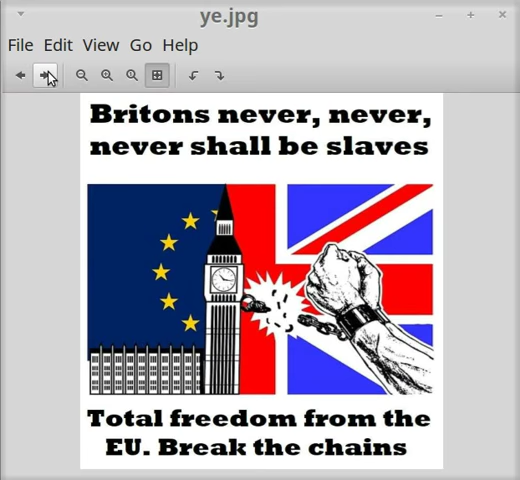 ye.jpg
File Edit View Go Help
Britons never, never,
never shall be slaves
Total freedom from the
EU. Break the chains